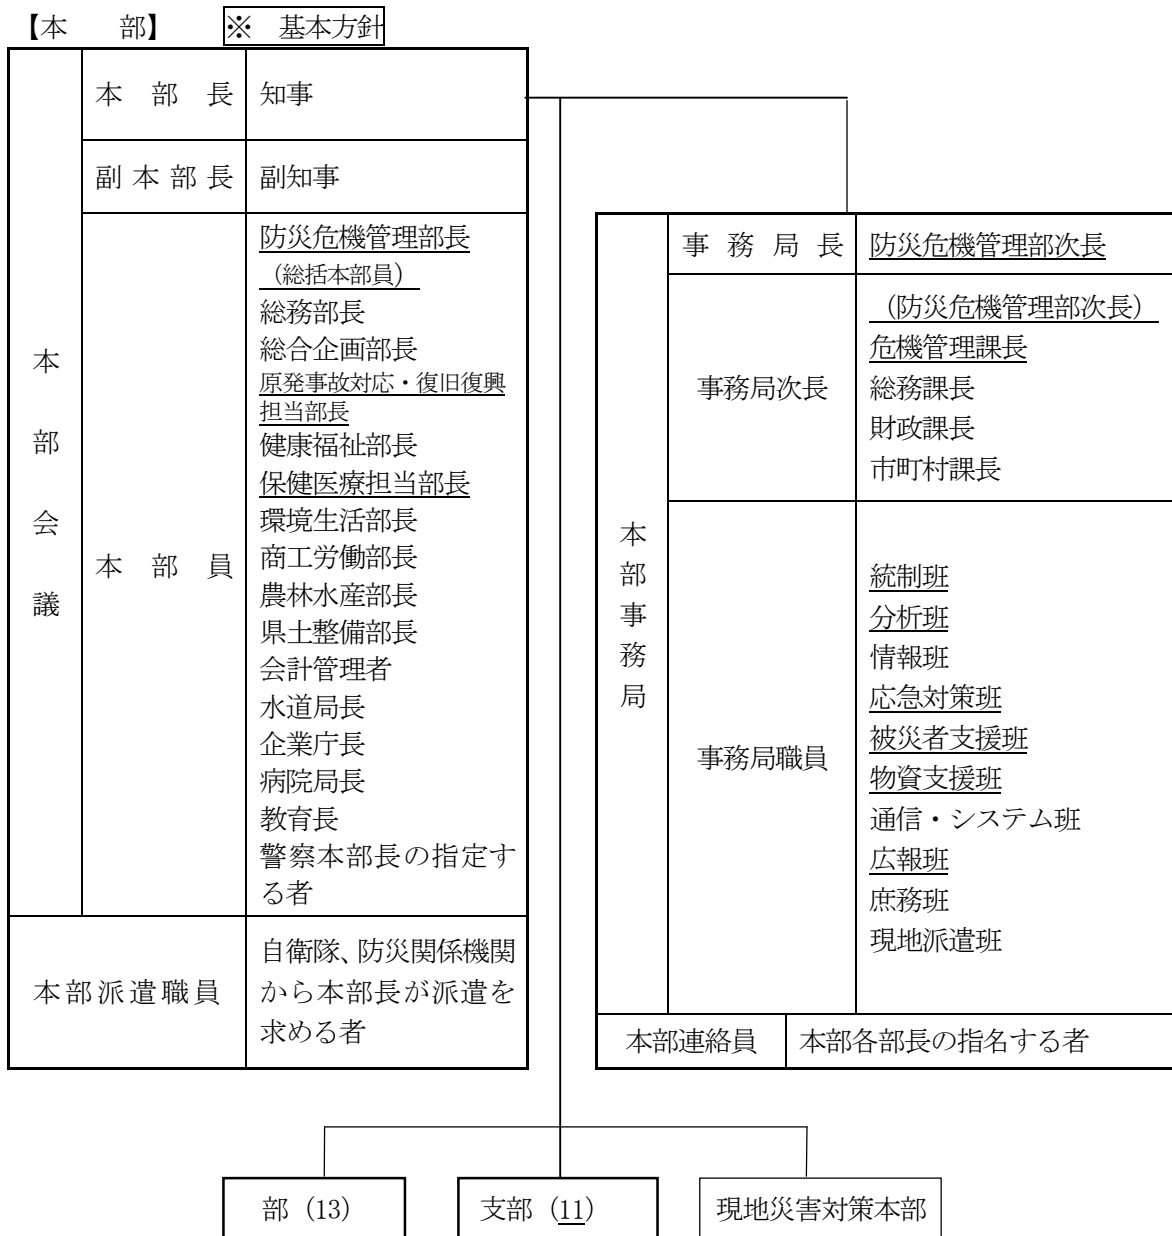 【本　　部】　※　基本方針
本部会議
本部長
知事
副本部長
副知事
本部員
防災危機管理部長
（総括本部員）
総務部長
総合企画部長
原発事故対応・復旧復興
担当部長
健康福祉部長
保健医療担当部長
環境生活部長
商工労働部長
農林水産部長
県土整備部長
会計管理者
水道局長
企業庁長
病院局長
教育長
警察本部長の指定す
る者
本部派遣職員
自衛隊、防災関係機関
から本部長が派遣を
求める者
本部事務局
事務局長
防災危機管理部次長
事務局次長
（防災危機管理部次長）
危機管理課長
総務課長
財政課長
市町村課長
事務局職員
統制班
分析班
情報班
応急対策班
被災者支援班
物資支援班
通信・システム班
広報班
庶務班
現地派遣班
本部連絡員
本部各部長の指名する者
部（13）
支部（11）
現地災害対策本部